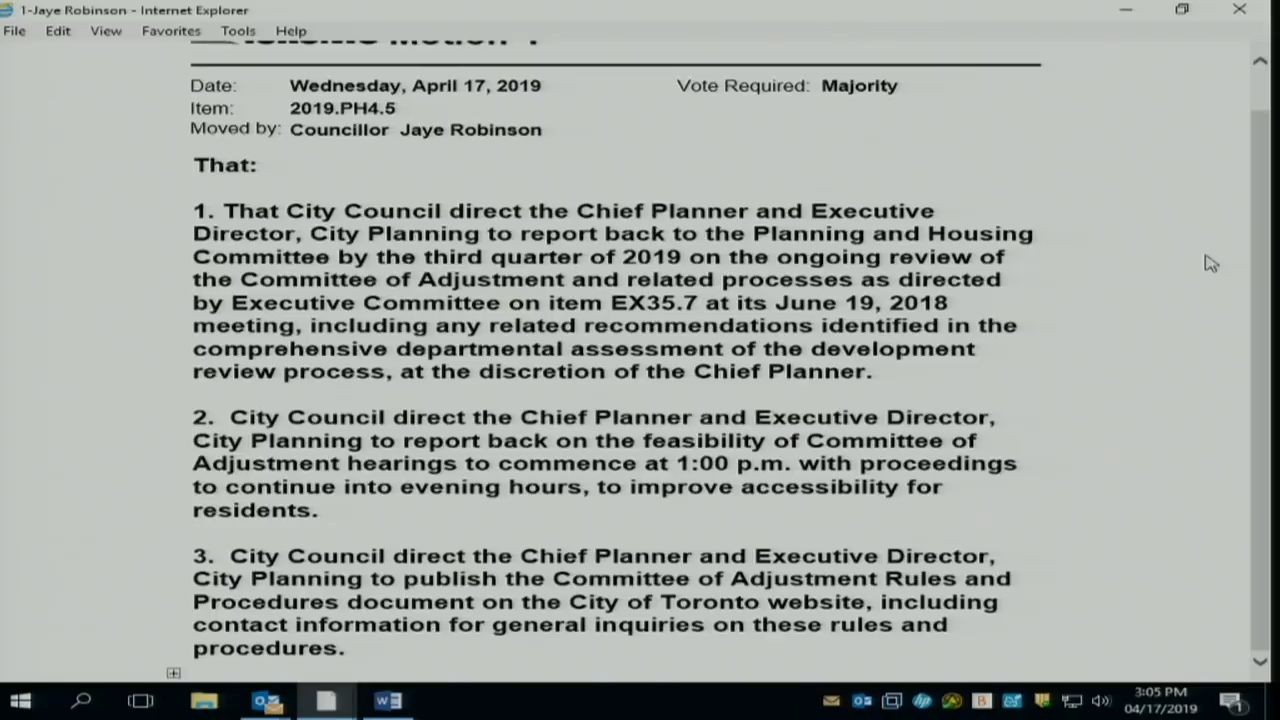 1-Jaye Robinson - Internet Explorer
File Edit View Favorites Tools Help
Motion
Date: Wednesday, April 17, 2019 Vote Required: Majority
Item: 2019.PH4.5
Moved by: Councillor Jaye Robinson
That:
1. That City Council direct the Chief Planner and Executive
Director, City Planning to report back to the Planning and Housing
Committee by the third quarter of 2019 on the ongoing review of
the Committee of Adjustment and related processes as directed
by Executive Committee on item EX35.7 at its June 19, 2018
meeting, including any related recommendations identified in the
comprehensive departmental assessment of the development
review process, at the discretion of the Chief Planner.
2. City Council direct the Chief Planner and Executive Director,
City Planning to report back on the feasibility of Committee of
Adjustment hearings to commence at 1:00 p.m. with proceedings
to continue into evening hours, to improve accessibility for
residents.
3. City Council direct the Chief Planner and Executive Director,
City Planning to publish the Committee of Adjustment Rules and
Procedures document on the City of Toronto website, including
contact information for general inquiries on these rules and
procedures.
3:05 PM
04/17/2019